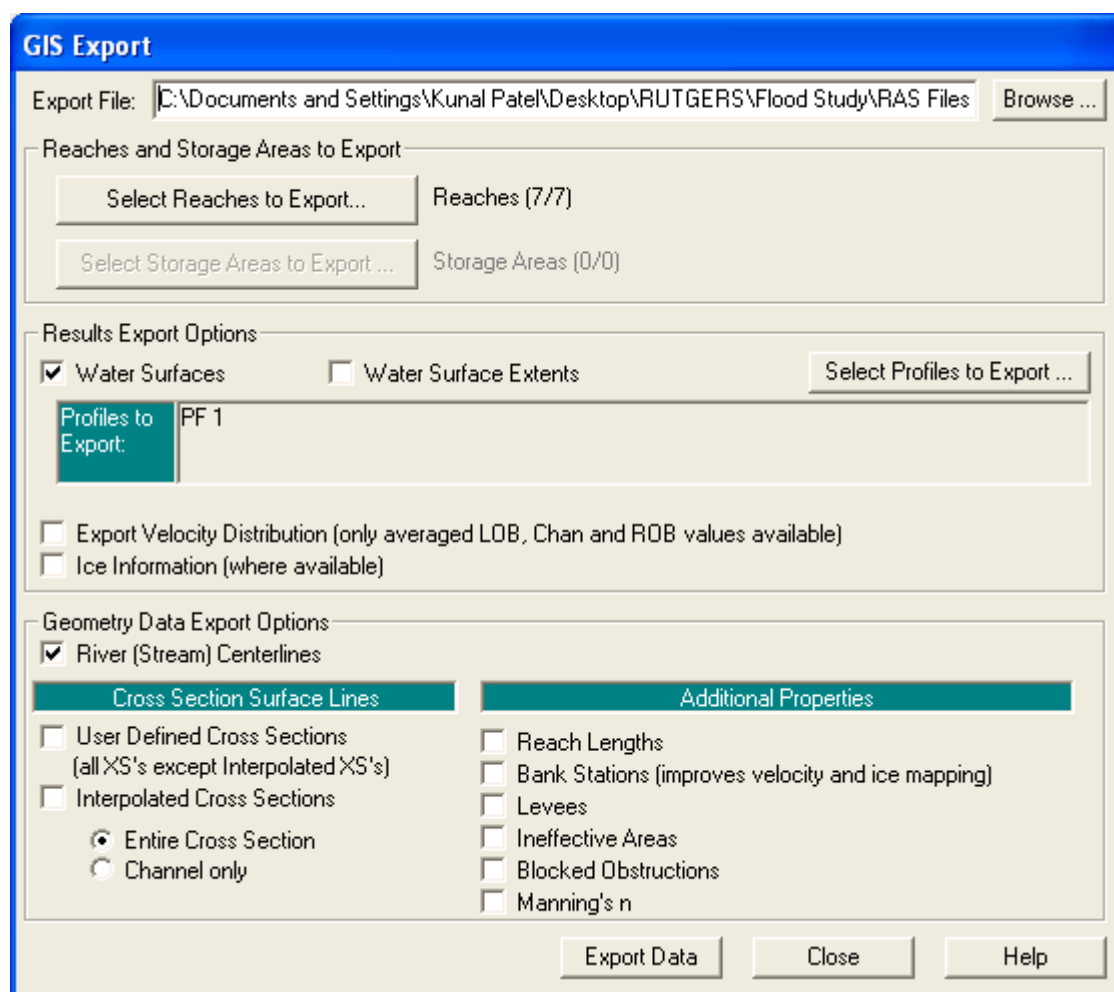 GIS Export
Export File: C:\Documents and Settings\Kunal Patel\Desktop\RUTGERS\Flood Study\RAS Files Browse ...
Reaches and Storage Areas to Export
Select Reaches to Export... Reaches (7/7)
Select Storage Areas to Export ... Storage Areas (0/0)
Results Export Options
Water Surfaces Water Surface Extents Select Profiles to Export ...
Profiles to Export: PF 1
Export Velocity Distribution (only averaged LOB, Chan and ROB values available)
Ice Information (where available)
Geometry Data Export Options
River (Stream) Centerlines
Cross Section Surface Lines
User Defined Cross Sections
(all XS's except Interpolated XS's)
Interpolated Cross Sections
Entire Cross Section
Channel only
Additional Properties
Reach Lengths
Bank Stations (improves velocity and ice mapping)
Levees
Ineffective Areas
Blocked Obstructions
Manning's n
Export Data Close Help